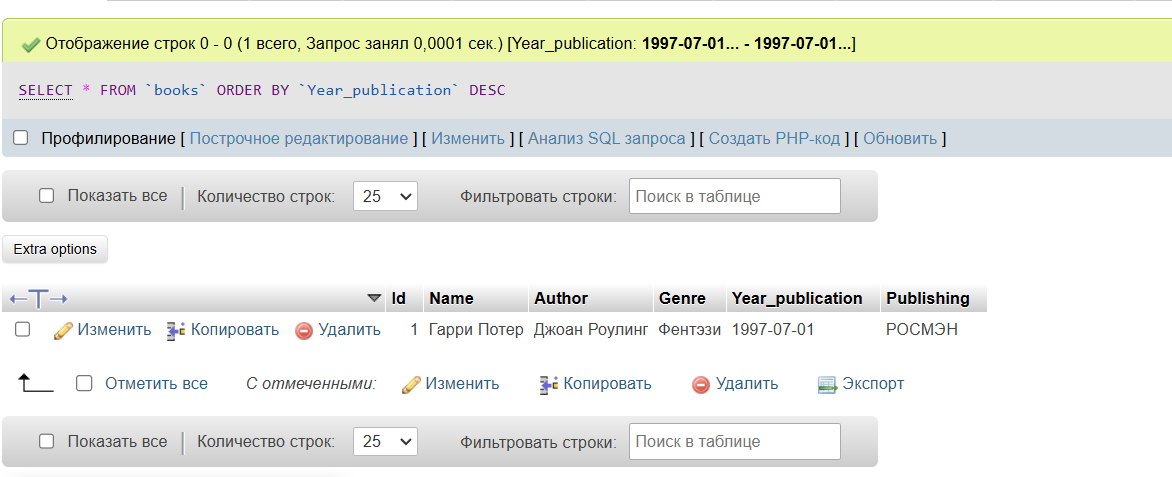 Отображение строк 0 - 0 (1 всего, Запрос занял 0,0001 сек.) [Year_publication: 1997-07-01... - 1997-07-01...]
SELECT * FROM `books` ORDER BY `Year_publication` DESC
Профилирование [ Построчное редактирование ] [ Изменить ] [ Анализ SQL запроса ] [ Создать PHP-код ] [ Обновить ]
Показать все Количество строк: 25 Фильтровать строки: Поиск в таблице
Extra options
Id Name Author Genre Year_publication Publishing
Изменить Копировать Удалить 1 Гарри Потер Джоан Роулинг Фентэзи 1997-07-01 РОСМЭН
Отметить все С отмеченными: Изменить Копировать Удалить Экспорт
Показать все Количество строк: 25 Фильтровать строки: Поиск в таблице